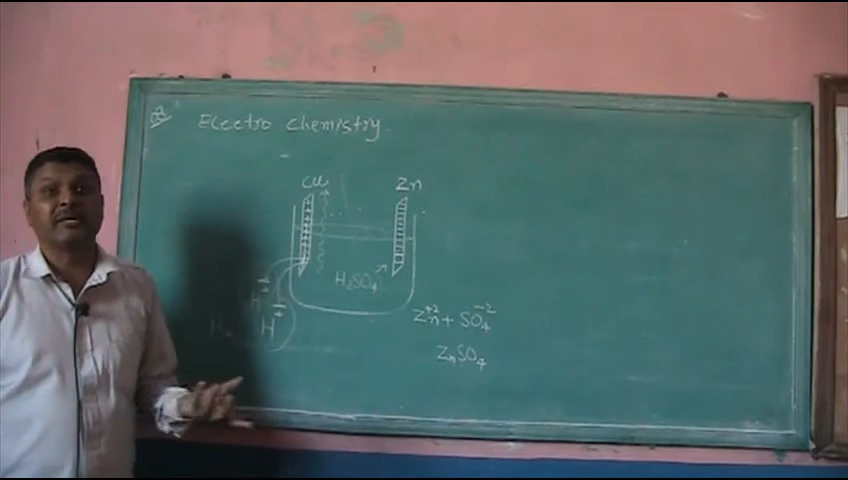 Electro Chemistry
Cu Zn
H₂SO₄
H⁺
H⁺
Zn⁺² + SO₄⁻²
ZnSO₄